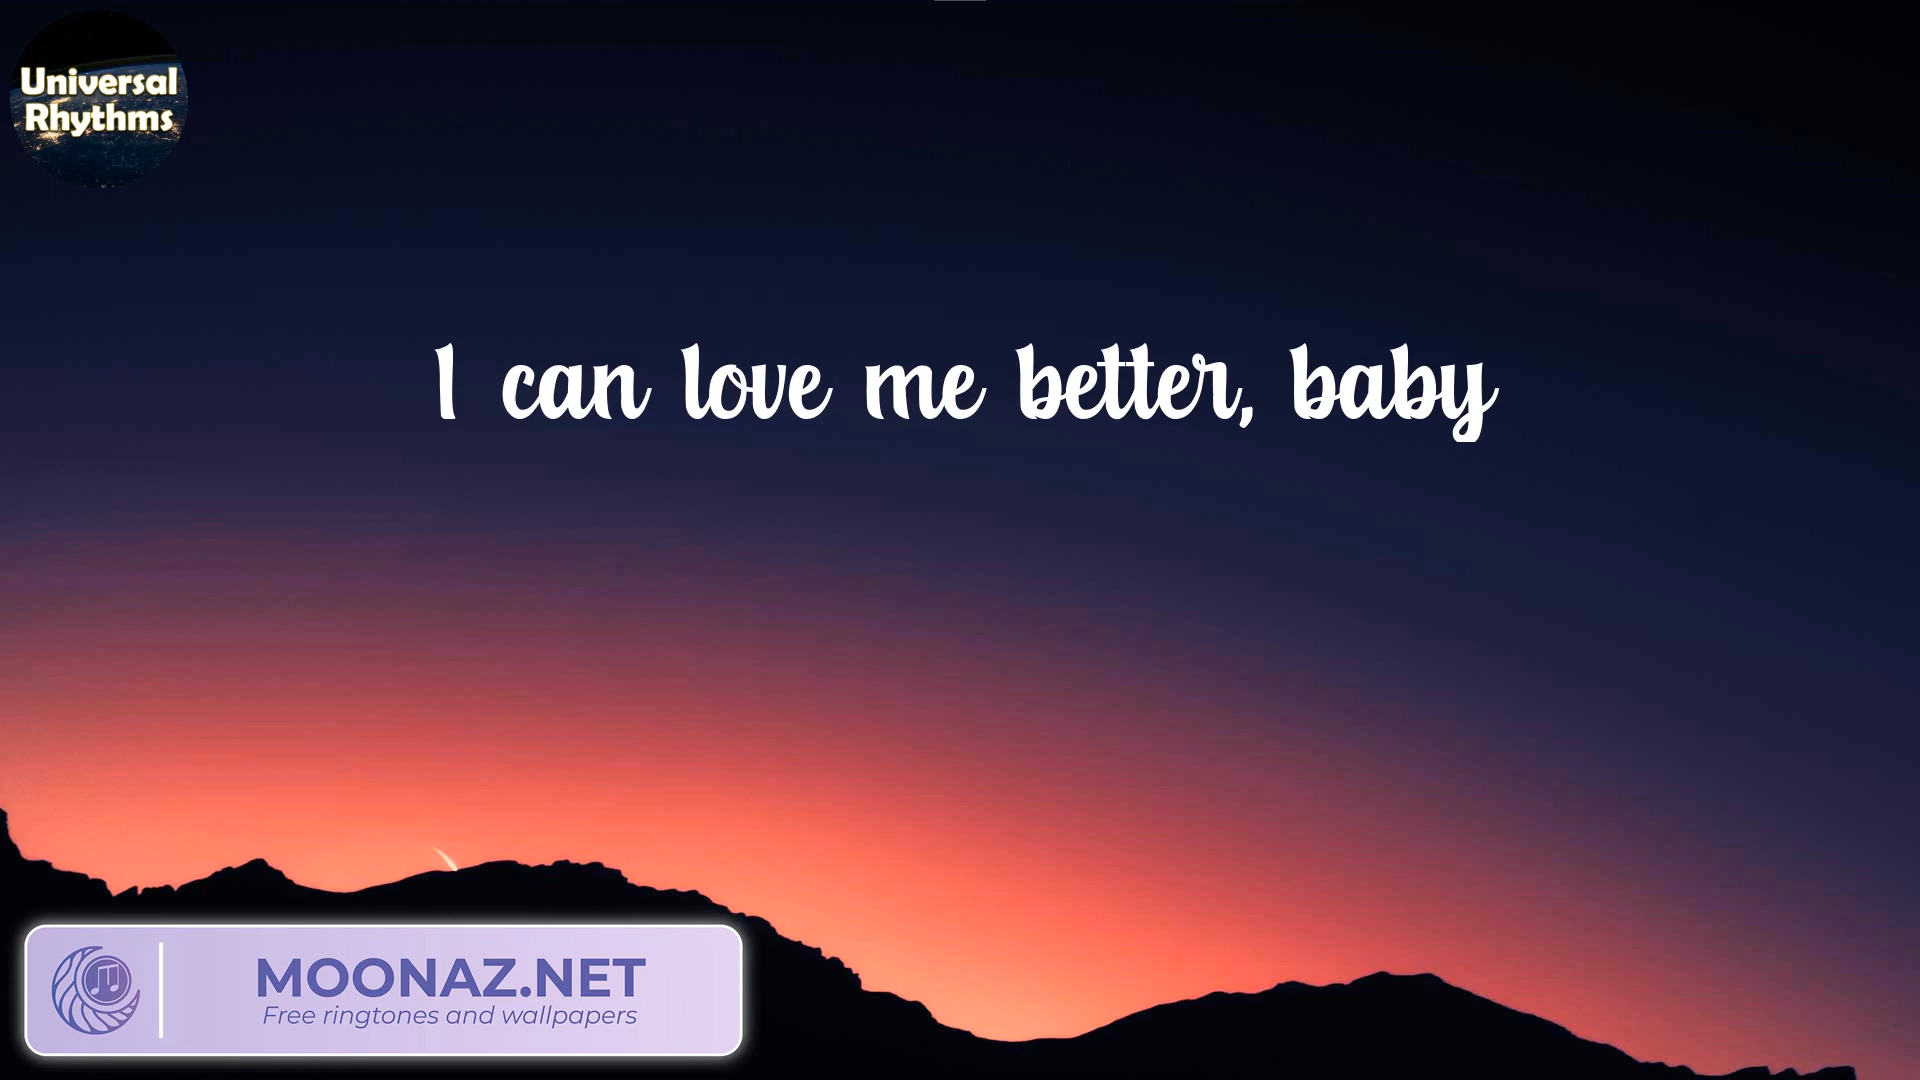 Universal
Rhythms
I can love me better, baby
MOONAZ.NET
Free ringtones and wallpapers